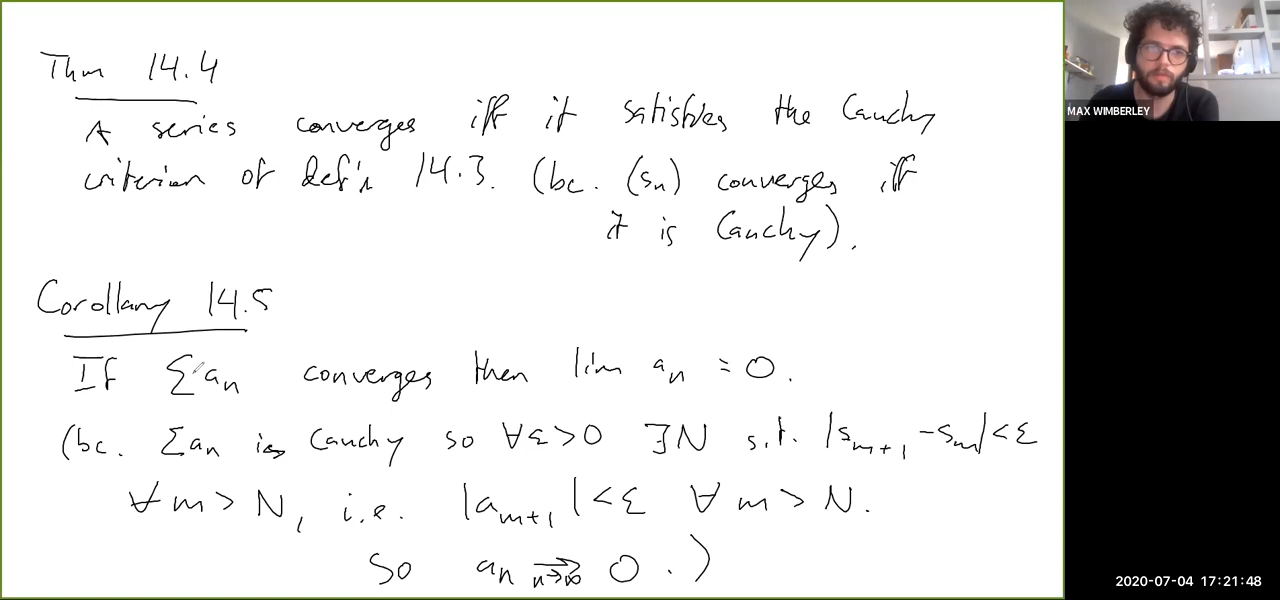 Thm 14.4
A series converges iff it satisfies the Cauchy
criterion of def'n 14.3. (bc. (sₙ) converges iff
it is Cauchy).
Corollary 14.5
If Σaₙ converges then lim aₙ = 0.
(bc. Σaₙ is Cauchy so ∀ε>0 ∃N s.t. |sₘ₊₁ - sₘ|<ε
∀m > N, i.e. |aₘ₊₁| < ε ∀ m > N.
So aₙ →ₙ→∞ 0.)
MAX WIMBERLEY
2020-07-04 17:21:48